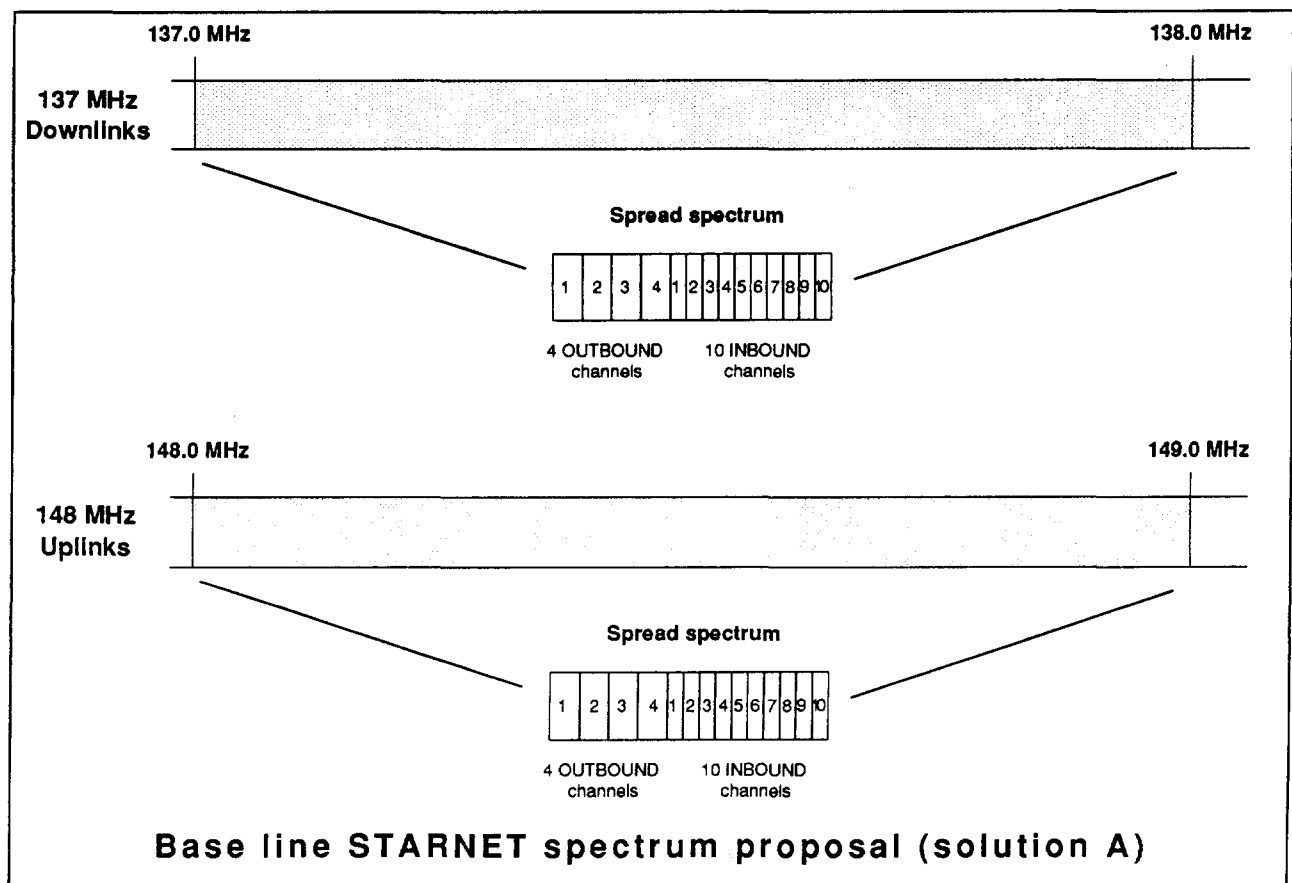 137.0 MHz 138.0 MHz
137 MHz
Downlinks
Spread spectrum
1 2 3 4 1 2 3 4 5 6 7 8 9 10
4 OUTBOUND 10 INBOUND
channels channels
148.0 MHz 149.0 MHz
148 MHz
Uplinks
Spread spectrum
1 2 3 4 1 2 3 4 5 6 7 8 9 10
4 OUTBOUND 10 INBOUND
channels channels
Base line STARNET spectrum proposal (solution A)